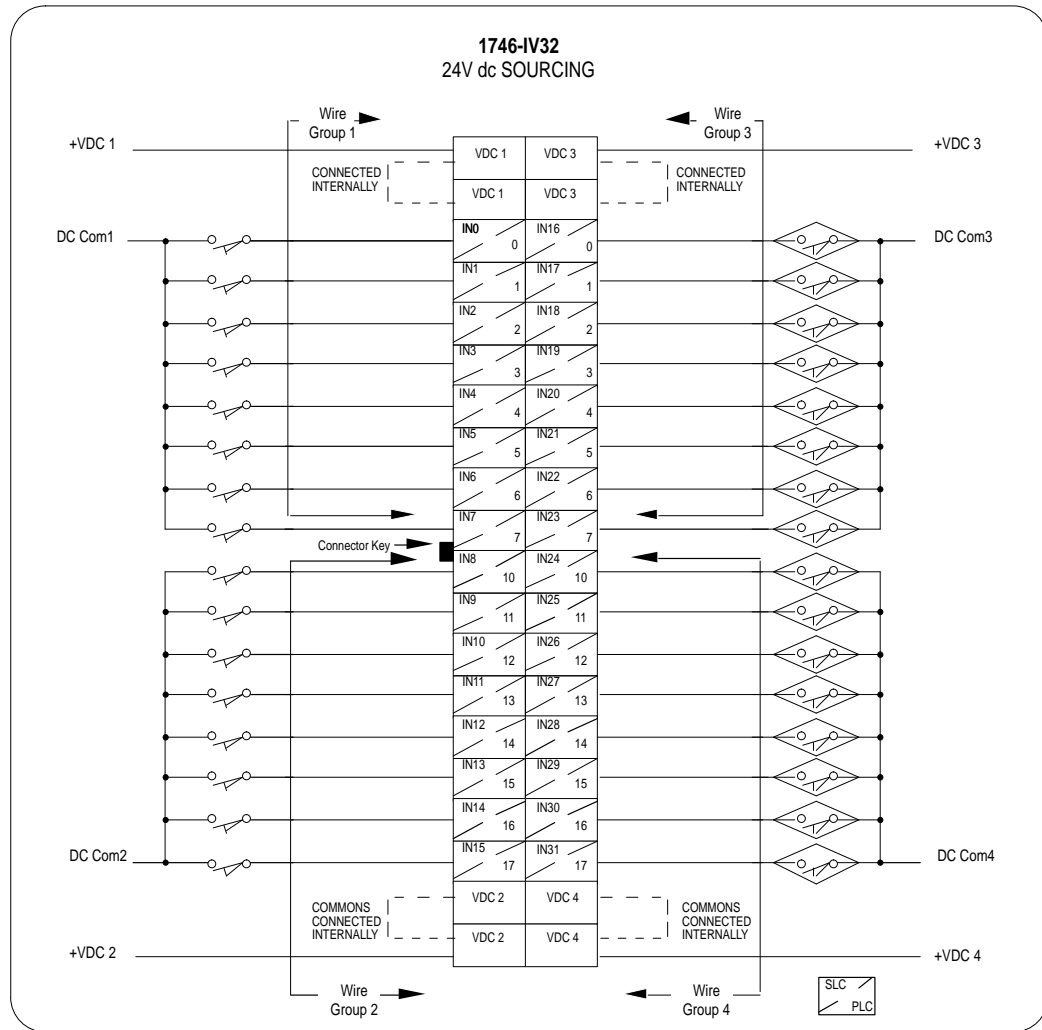 1746-IV32
24V dc SOURCING
Wire
Group 1
Wire
Group 3
+VDC 1
+VDC 3
VDC 1
VDC 3
CONNECTED
INTERNALLY
CONNECTED
INTERNALLY
VDC 1
VDC 3
DC Com1
IN0
0
IN16
0
DC Com3
IN1
1
IN17
1
IN2
2
IN18
2
IN3
3
IN19
3
IN4
4
IN20
4
IN5
5
IN21
5
IN6
6
IN22
6
IN7
7
IN23
7
Connector Key
IN8
10
IN24
10
IN9
11
IN25
11
IN10
12
IN26
12
IN11
13
IN27
13
IN12
14
IN28
14
IN13
15
IN29
15
IN14
16
IN30
16
DC Com2
IN15
17
IN31
17
DC Com4
VDC 2
VDC 4
COMMONS
CONNECTED
INTERNALLY
COMMONS
CONNECTED
INTERNALLY
VDC 2
VDC 4
+VDC 2
+VDC 4
Wire
Group 2
Wire
Group 4
SLC
PLC